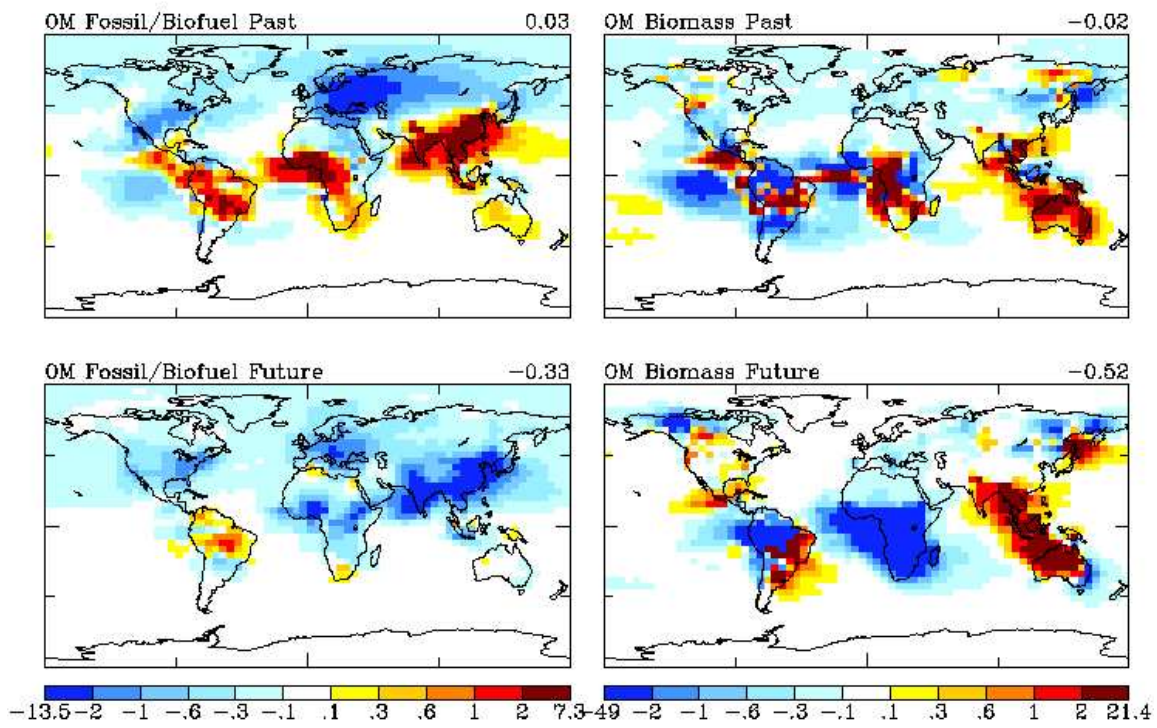 OM Fossil/Biofuel Past 0.03
OM Biomass Past −0.02
OM Fossil/Biofuel Future −0.33
OM Biomass Future −0.52
−13.5 −2 −1 −.6 −.3 −.1 .1 .3 .6 1 2 7.3
−49 −2 −1 −.6 −.3 −.1 .1 .3 .6 1 2 21.4